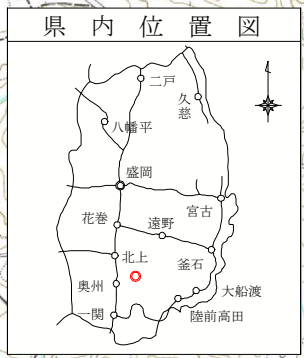 県内位置図
二戸
久慈
八幡平
盛岡
宮古
花巻
遠野
北上
釜石
奥州
大船渡
一関
陸前高田